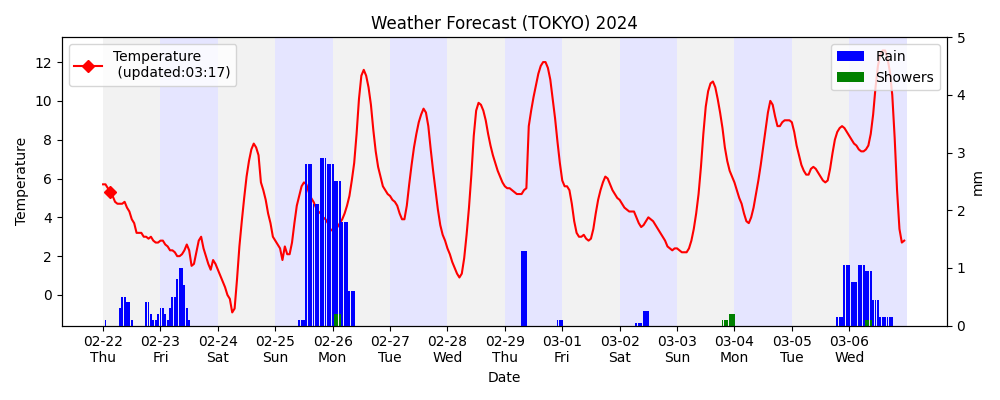 Weather Forecast (TOKYO) 2024
Temperature
(updated:03:17)
Rain
Showers
12
10
8
6
4
2
0
Temperature
5
4
3
2
1
0
mm
02-22 02-23 02-24 02-25 02-26 02-27 02-28 02-29 03-01 03-02 03-03 03-04 03-05 03-06
Thu Fri Sat Sun Mon Tue Wed Thu Fri Sat Sun Mon Tue Wed
Date